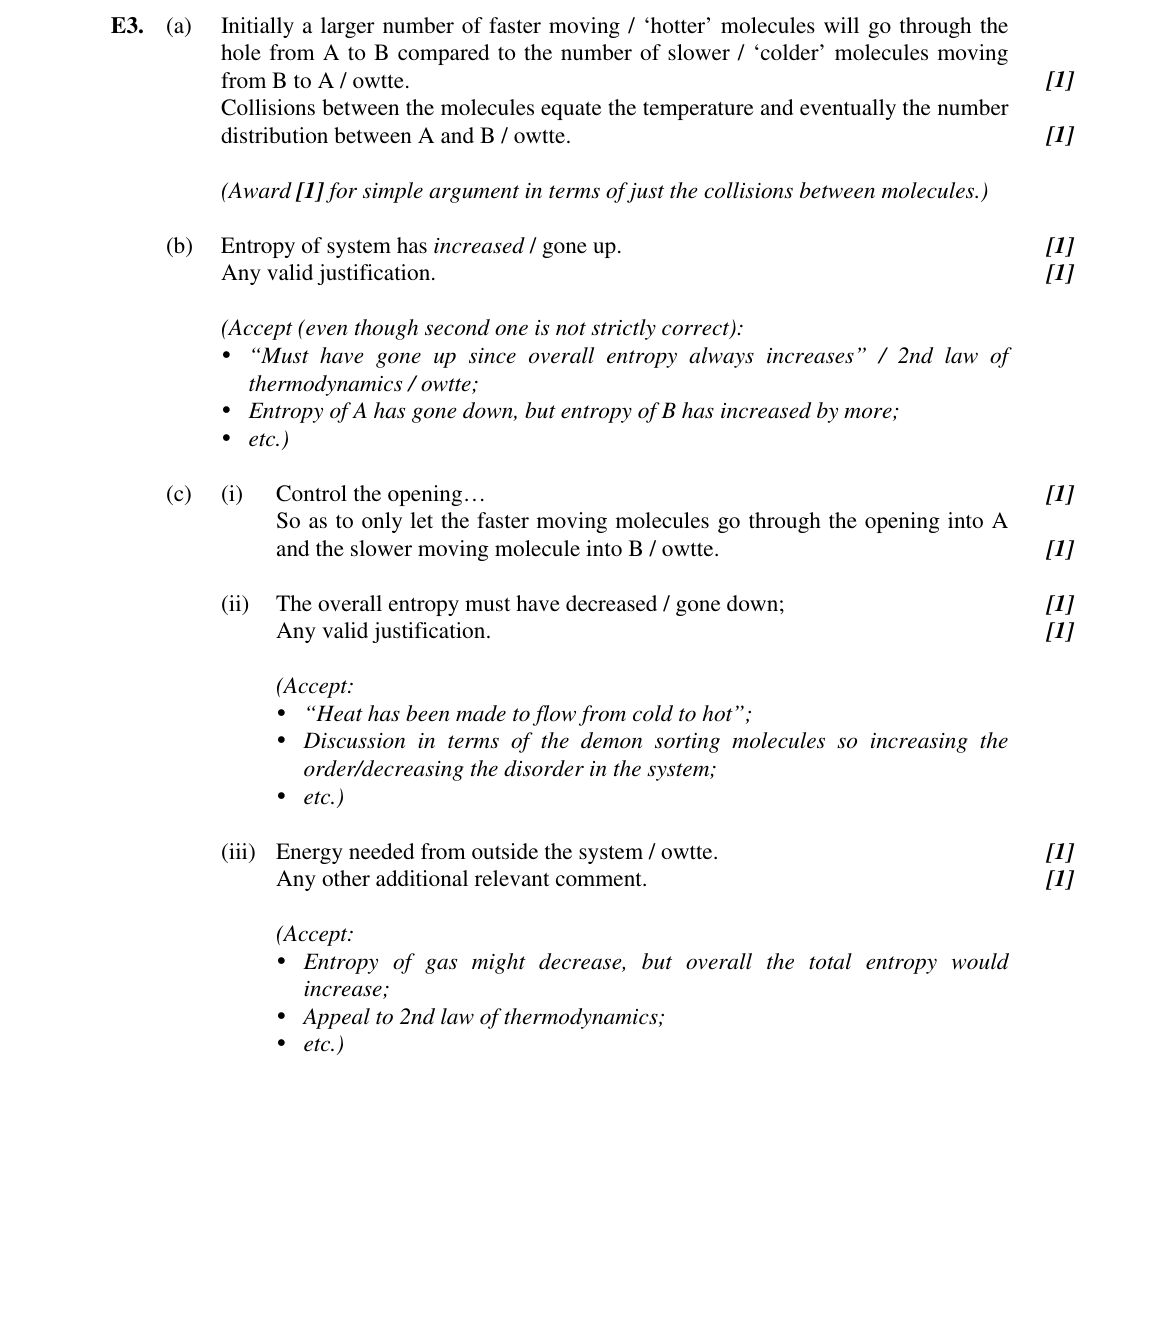 E3. (a) Initially a larger number of faster moving / ‘hotter’ molecules will go through the
hole from A to B compared to the number of slower / ‘colder’ molecules moving
from B to A / owtte. [1]
Collisions between the molecules equate the temperature and eventually the number
distribution between A and B / owtte. [1]
(Award [1] for simple argument in terms of just the collisions between molecules.)
(b) Entropy of system has increased / gone up. [1]
Any valid justification. [1]
(Accept (even though second one is not strictly correct):
• “Must have gone up since overall entropy always increases” / 2nd law of
thermodynamics / owtte;
• Entropy of A has gone down, but entropy of B has increased by more;
• etc.)
(c) (i) Control the opening… [1]
So as to only let the faster moving molecules go through the opening into A
and the slower moving molecule into B / owtte. [1]
(ii) The overall entropy must have decreased / gone down; [1]
Any valid justification. [1]
(Accept:
• “Heat has been made to flow from cold to hot”;
• Discussion in terms of the demon sorting molecules so increasing the
order/decreasing the disorder in the system;
• etc.)
(iii) Energy needed from outside the system / owtte. [1]
Any other additional relevant comment. [1]
(Accept:
• Entropy of gas might decrease, but overall the total entropy would
increase;
• Appeal to 2nd law of thermodynamics;
• etc.)